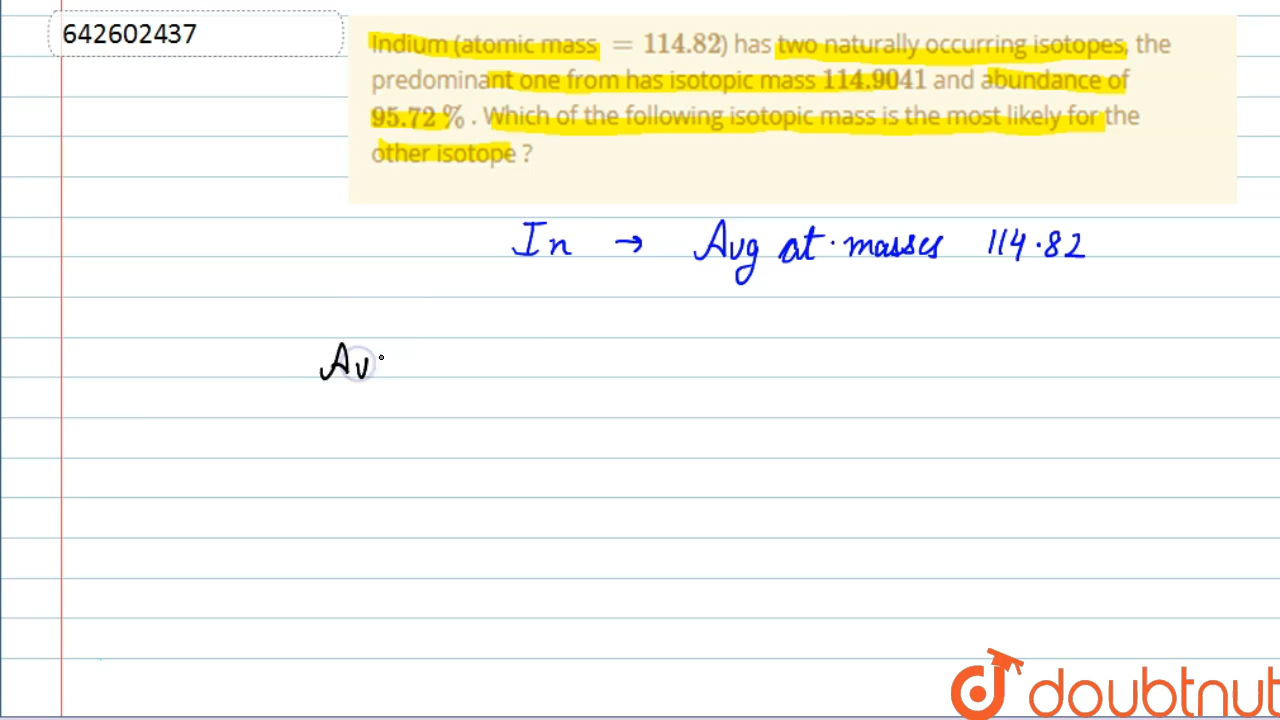 642602437
Indium (atomic mass = 114.82) has two naturally occurring isotopes, the
predominant one from has isotopic mass 114.9041 and abundance of
95.72 % . Which of the following isotopic mass is the most likely for the
other isotope ?
In → Avg at. masses 114.82
Av
doubtnut